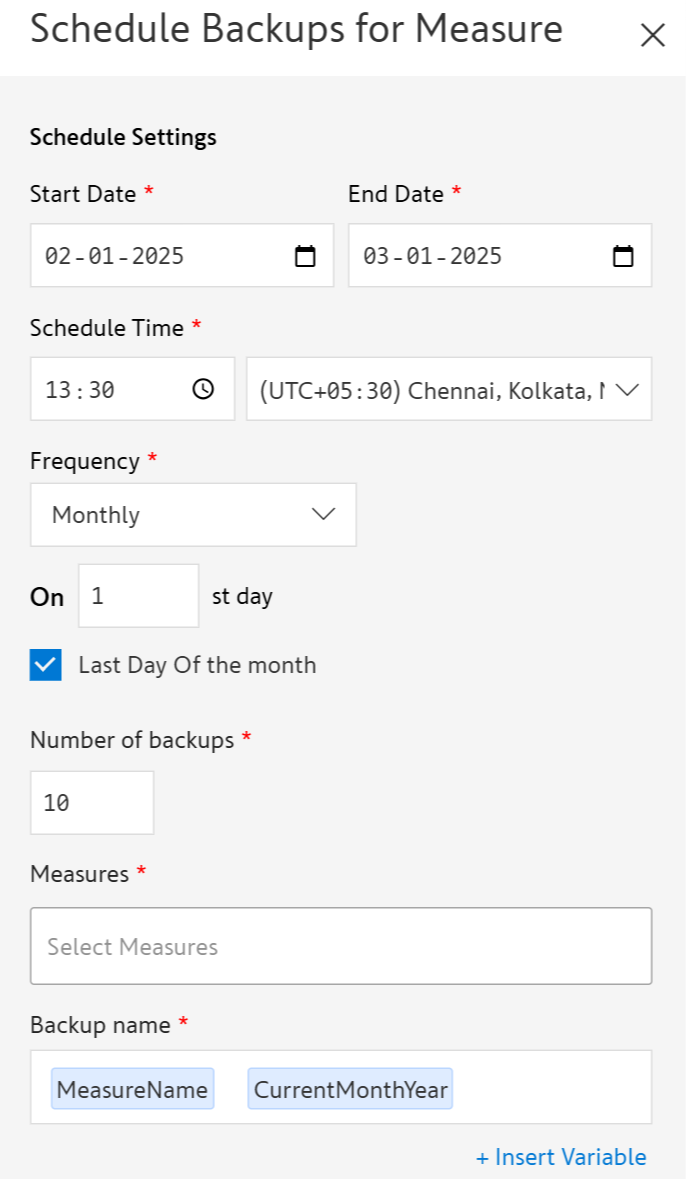 Schedule Backups for Measure
Schedule Settings
Start Date * End Date *
02-01-2025 03-01-2025
Schedule Time *
13:30 (UTC+05:30) Chennai, Kolkata,
Frequency *
Monthly
On 1 st day
Last Day Of the month
Number of backups *
10
Measures *
Select Measures
Backup name *
MeasureName CurrentMonthYear
+ Insert Variable